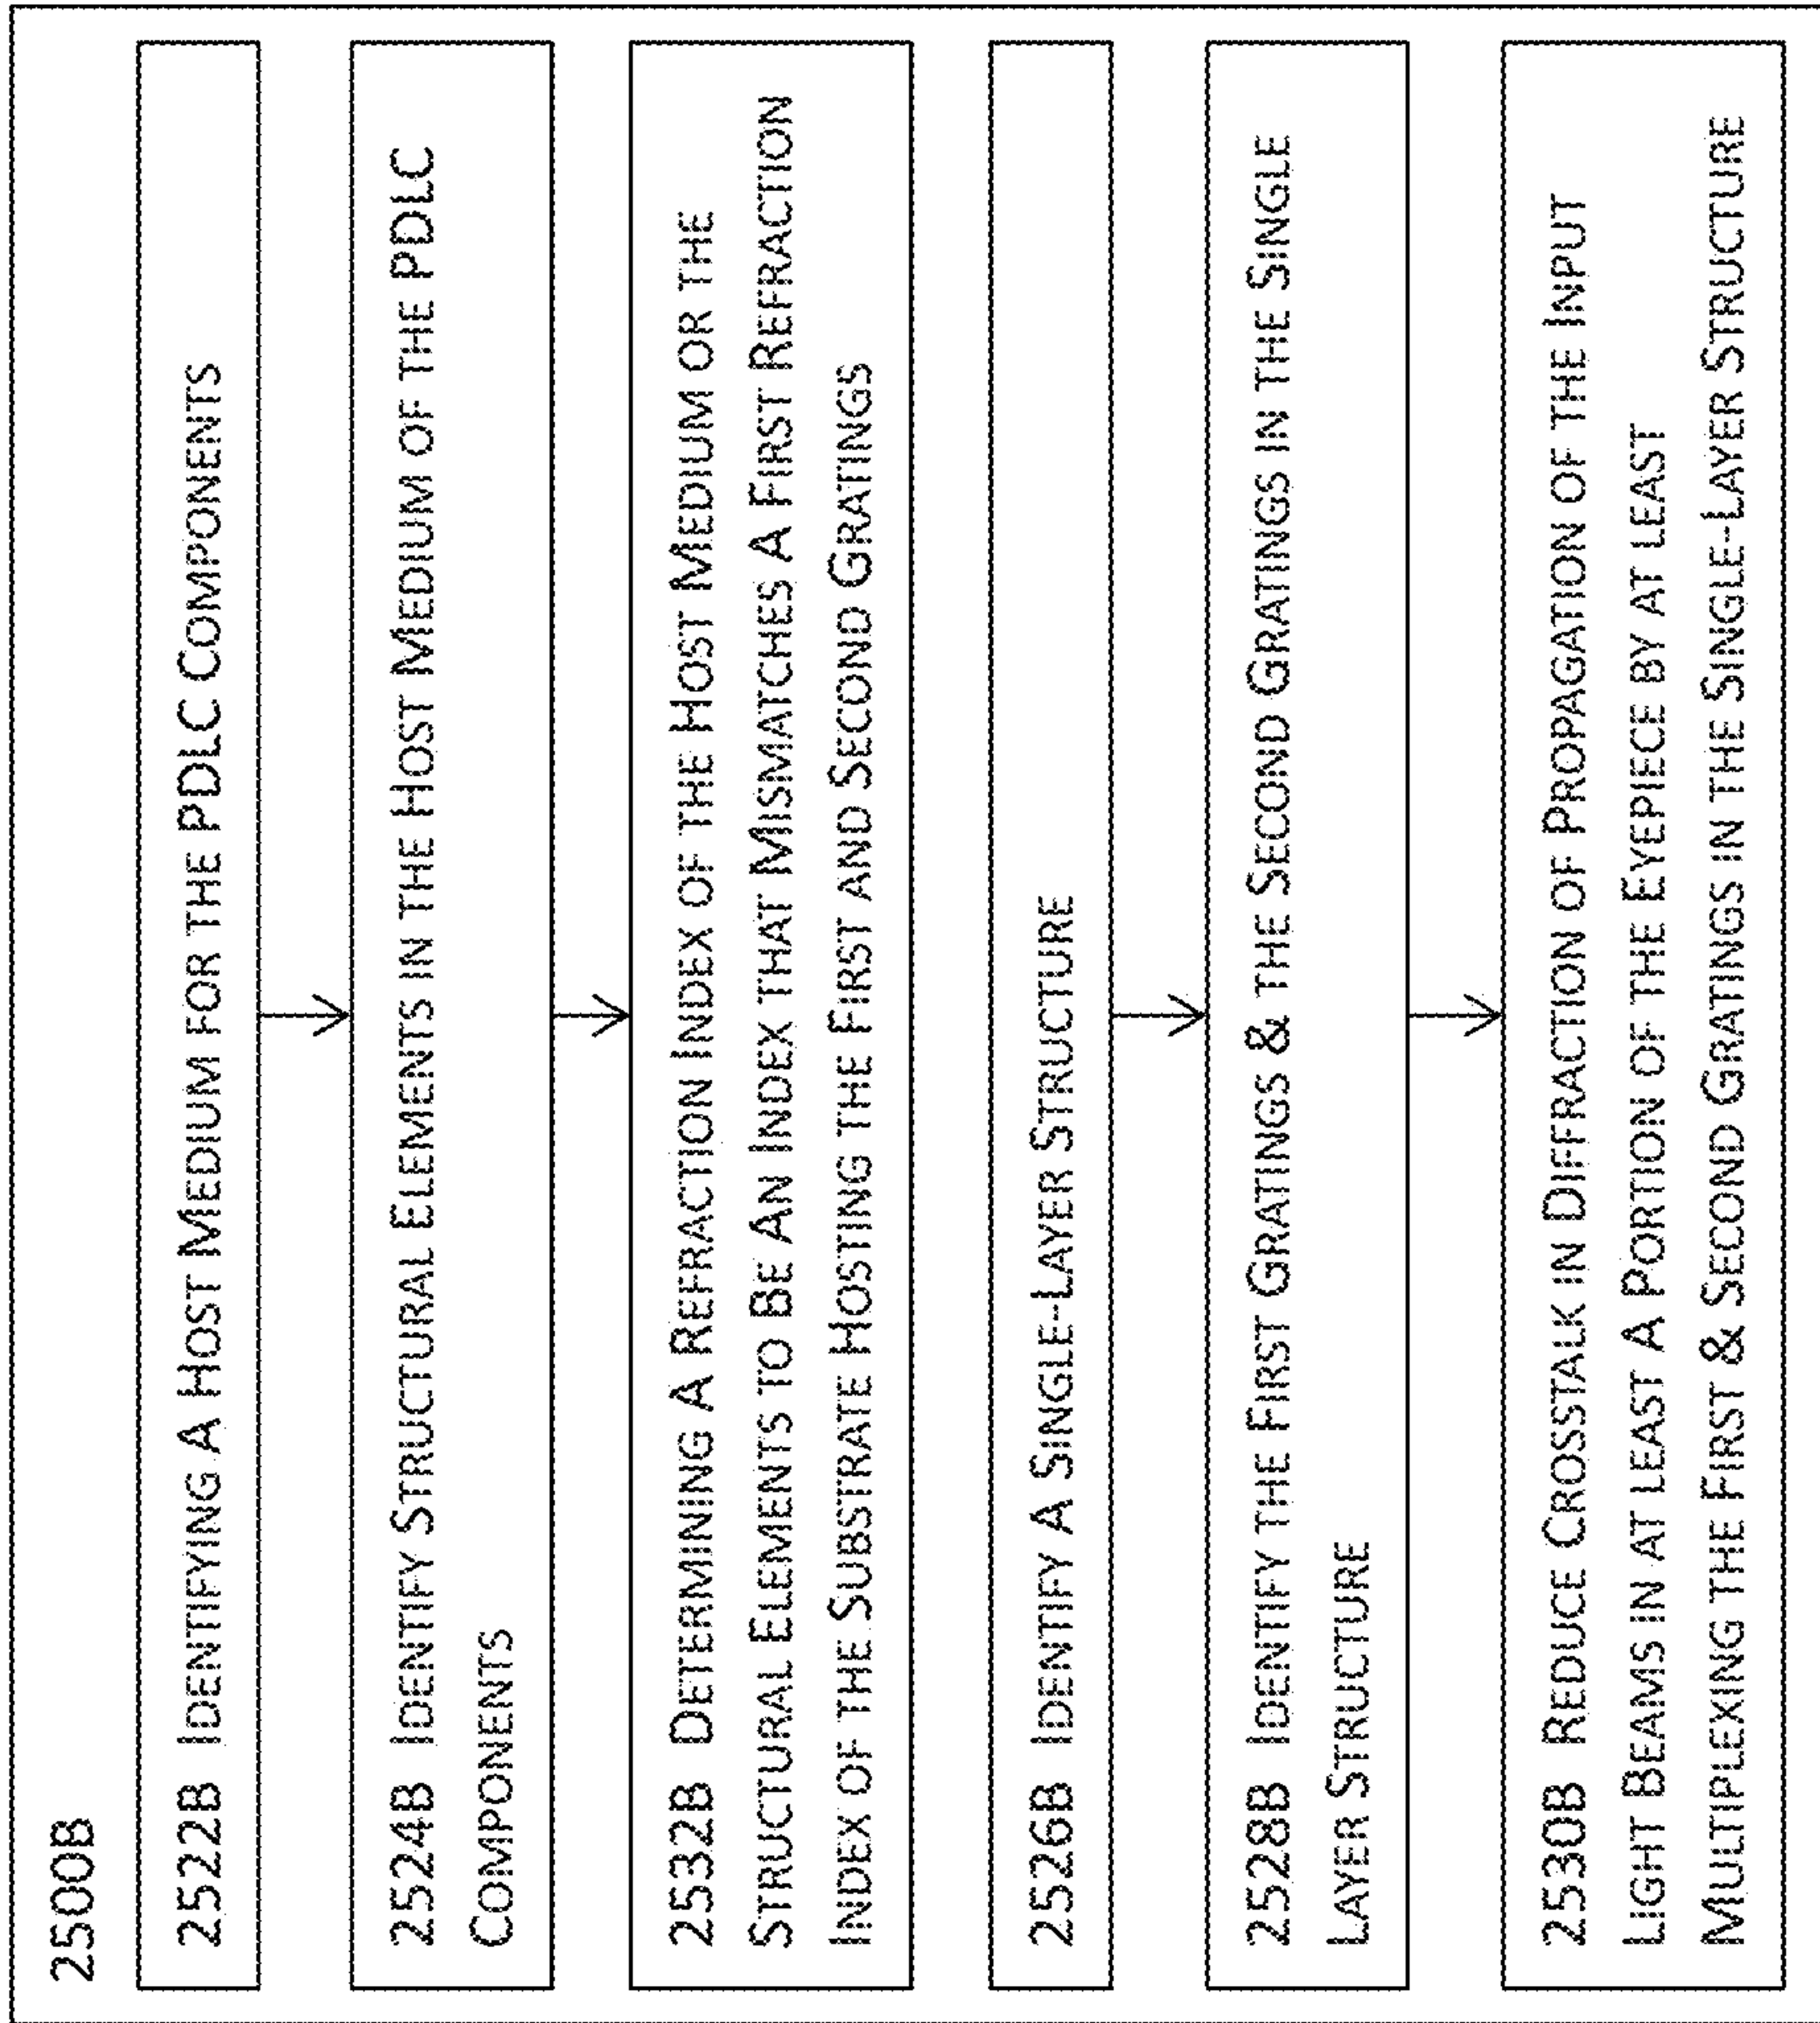 2500B
2522B IDENTIFYING A HOST MEDIUM FOR THE PDLC COMPONENTS
2524B IDENTIFY STRUCTURAL ELEMENTS IN THE HOST MEDIUM OF THE PDLC
COMPONENTS
2532B DETERMINING A REFRACTION INDEX OF THE HOST MEDIUM OR THE
STRUCTURAL ELEMENTS TO BE AN INDEX THAT MISMATCHES A FIRST REFRACTION
INDEX OF THE SUBSTRATE HOSTING THE FIRST AND SECOND GRATINGS
2526B IDENTIFY A SINGLE-LAYER STRUCTURE
2528B IDENTIFY THE FIRST GRATINGS & THE SECOND GRATINGS IN THE SINGLE
LAYER STRUCTURE
2530B REDUCE CROSSTALK IN DIFFRACTION OF PROPAGATION OF THE INPUT
LIGHT BEAMS IN AT LEAST A PORTION OF THE EYEPIECE BY AT LEAST
MULTIPLEXING THE FIRST & SECOND GRATINGS IN THE SINGLE-LAYER STRUCTURE